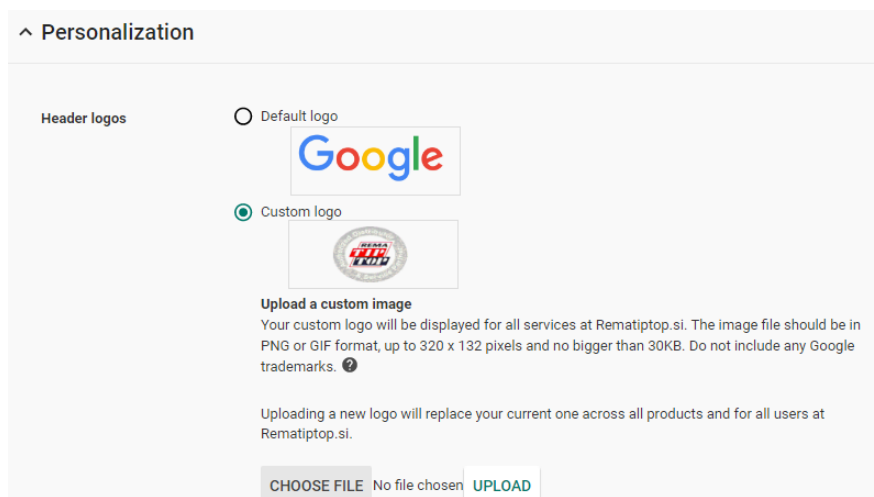 Personalization
Header logos
Default logo
Google
Custom logo
REMA
TIP
TOP
Upload a custom image
Your custom logo will be displayed for all services at Rematiptop.si. The image file should be in
PNG or GIF format, up to 320 x 132 pixels and no bigger than 30KB. Do not include any Google
trademarks. ?
Uploading a new logo will replace your current one across all products and for all users at
Rematiptop.si.
CHOOSE FILE No file chosen UPLOAD